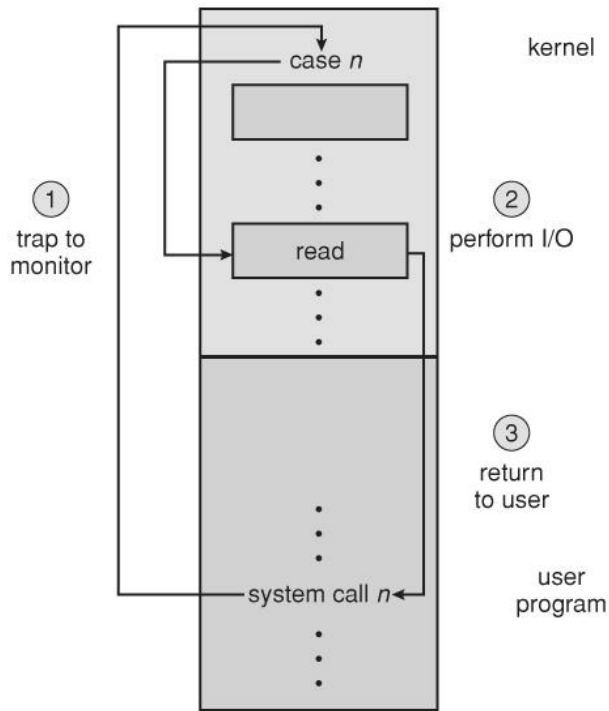 kernel
case n
1
trap to
monitor
2
perform I/O
read
3
return
to user
system call n
user
program